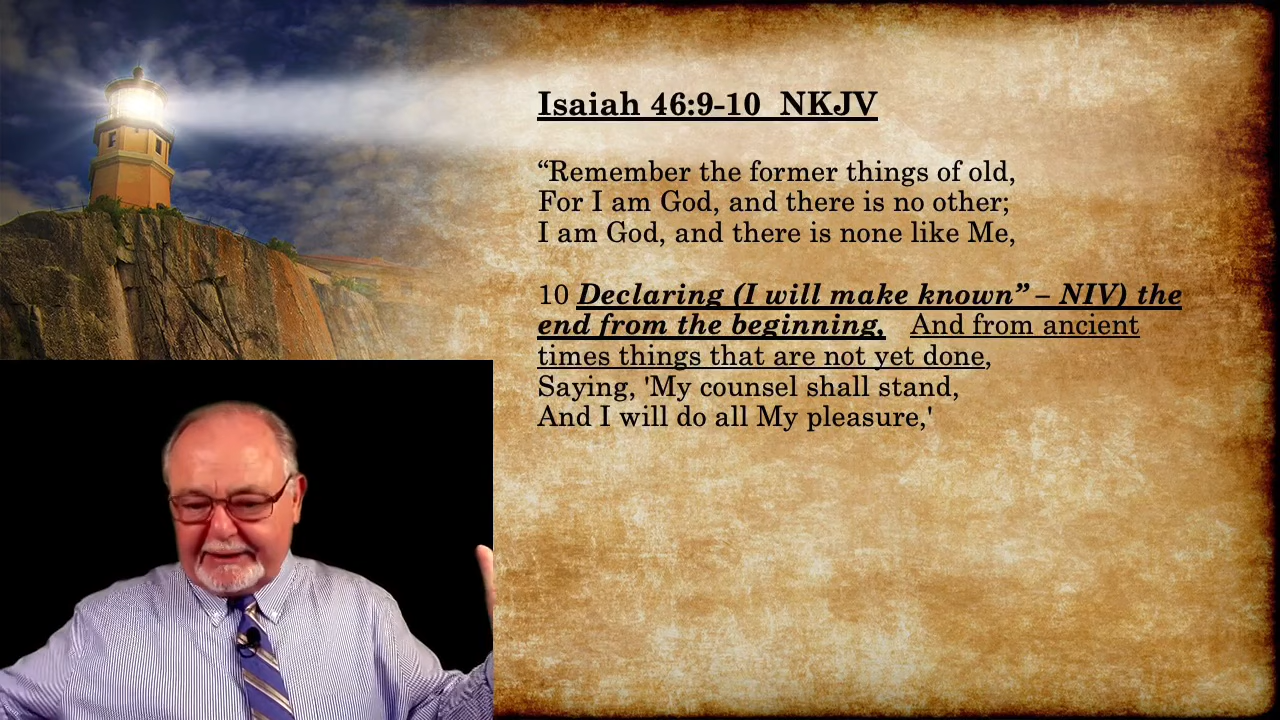 Isaiah 46:9-10  NKJV
“Remember the former things of old,
For I am God, and there is no other;
I am God, and there is none like Me,
10 Declaring (I will make known” – NIV) the
end from the beginning,   And from ancient
times things that are not yet done,
Saying, 'My counsel shall stand,
And I will do all My pleasure,'